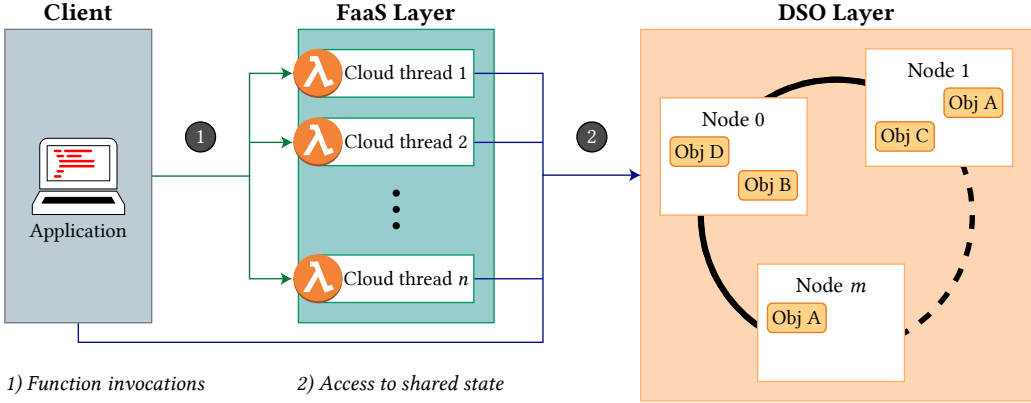 Client
FaaS Layer
DSO Layer
λ Cloud thread 1
λ Cloud thread 2
λ Cloud thread n
1
2
Application
Node 0
Obj D
Obj B
Node 1
Obj A
Obj C
Node m
Obj A
1) Function invocations
2) Access to shared state